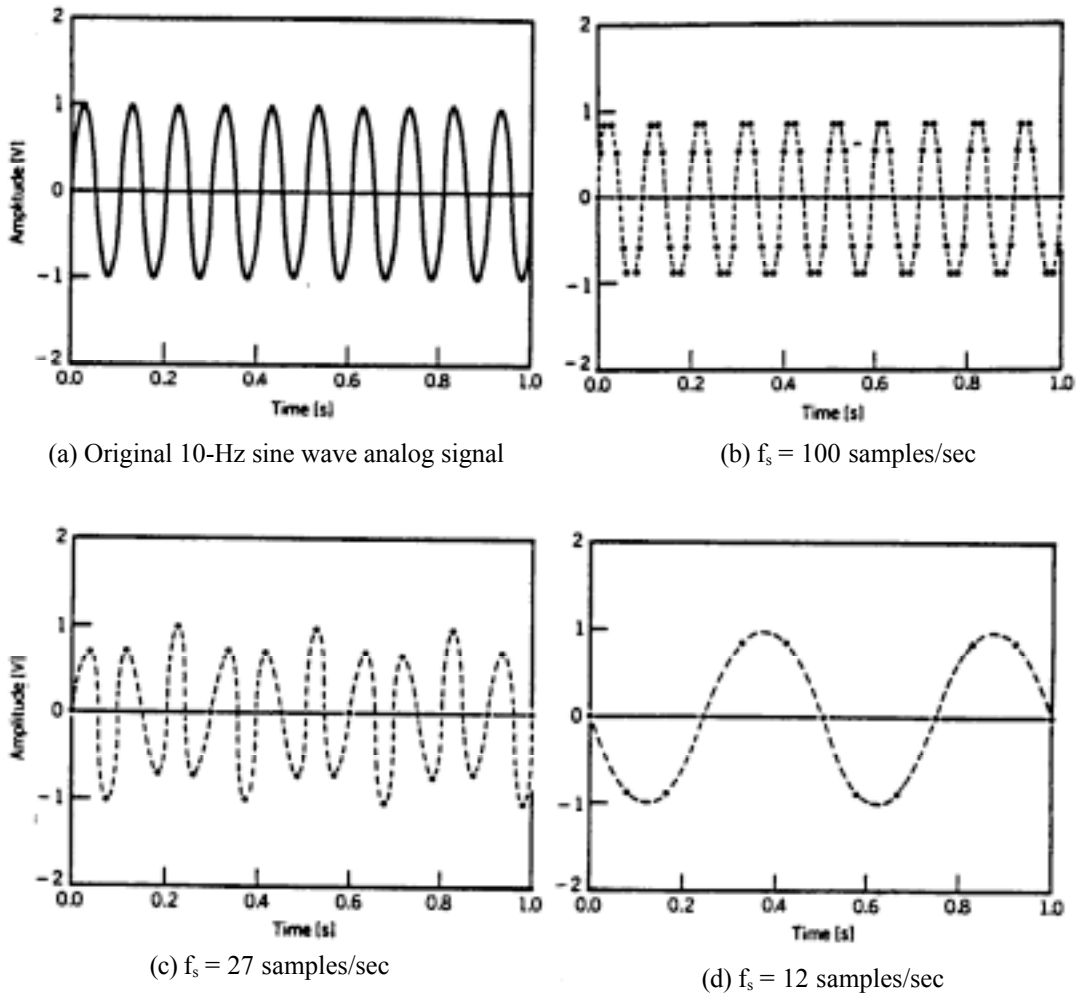 2
1
0
-1
-2
Amplitude [V]
0.0 0.2 0.4 0.6 0.8 1.0
Time [s]
(a) Original 10-Hz sine wave analog signal
2
1
0
-1
-2
0.0 0.2 0.4 0.6 0.8 1.0
Time [s]
(b) fs = 100 samples/sec
2
1
0
-1
-2
Amplitude [V]
0.0 0.2 0.4 0.6 0.8 1.0
Time [s]
(c) fs = 27 samples/sec
2
1
0
-1
-2
0.0 0.2 0.4 0.6 0.8 1.0
Time [s]
(d) fs = 12 samples/sec